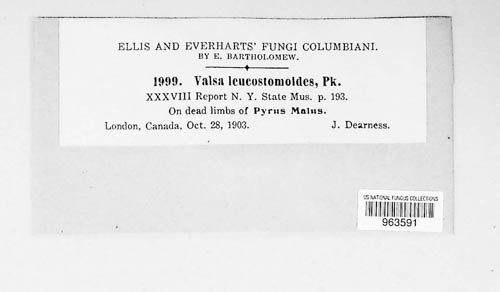 ELLIS AND EVERHARTS' FUNGI COLUMBIANI.
BY E. BARTHOLOMEW.
1999. Valsa leucostomoides, Pk.
XXXVIII Report N. Y. State Mus. p. 193.
On dead limbs of Pyrus Malus.
London, Canada, Oct. 28, 1903. J. Dearness.
US NATIONAL FUNGUS COLLECTIONS
963591